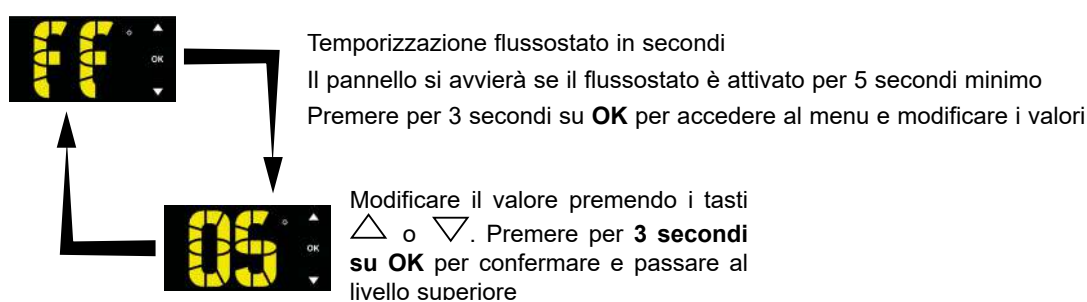 FF
OK
Temporizzazione flussostato in secondi
Il pannello si avvierà se il flussostato è attivato per 5 secondi minimo
Premere per 3 secondi su OK per accedere al menu e modificare i valori
05
OK
Modificare il valore premendo i tasti
△ o ▽. Premere per 3 secondi
su OK per confermare e passare al
livello superiore